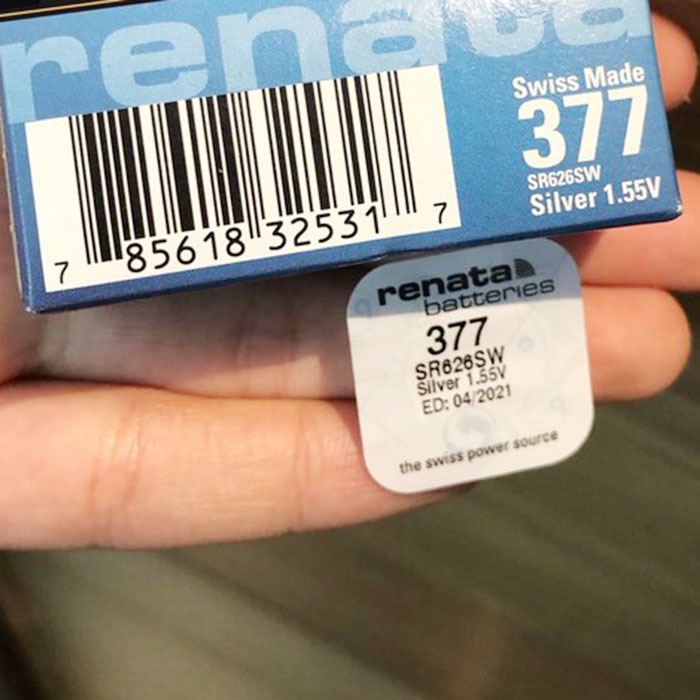 renata
Swiss Made
377
SR626SW
Silver 1.55V
7 85618 32531 7
renata
batteries
377
SR626SW
Silver 1.55V
ED: 04/2021
the swiss power source